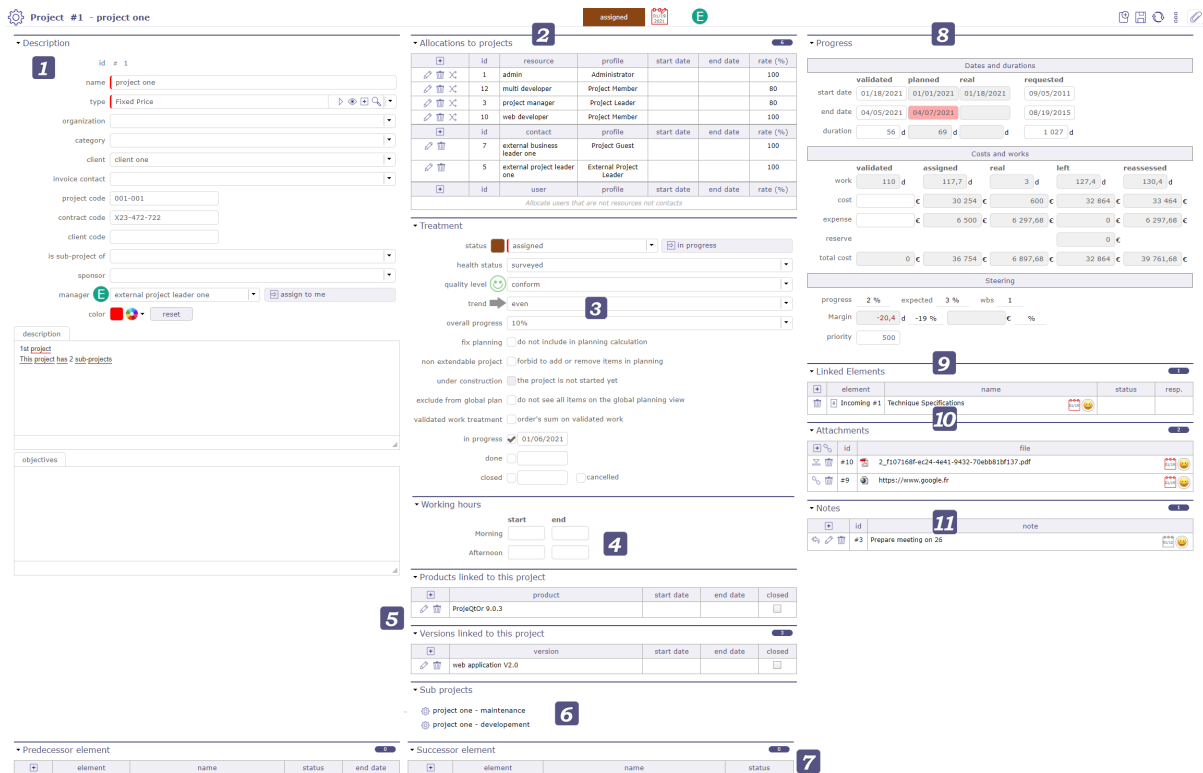 Project #1 - project one
assigned
01/19
2021
E
Description
1
id # 1
name project one
type Fixed Price
organization
category
client client one
invoice contact
project code 001-001
contract code X23-472-722
client code
is sub-project of
sponsor
manager E external project leader one assign to me
color reset
description
1st project
This project has 2 sub-projects
objectives
2
Allocations to projects 6
id resource profile start date end date rate (%)
1 admin Administrator 100
12 multi developer Project Member 80
3 project manager Project Leader 80
10 web developer Project Member 100
id contact profile start date end date rate (%)
7 external business leader one Project Guest 100
5 external project leader one External Project Leader 100
id user profile start date end date rate (%)
Allocate users that are not resources not contacts
Treatment
status assigned in progress
health status surveyed
quality level conform
trend even
3
overall progress 10%
fix planning do not include in planning calculation
non extendable project forbid to add or remove items in planning
under construction the project is not started yet
exclude from global plan do not see all items on the global planning view
validated work treatment order's sum on validated work
in progress 01/06/2021
done
closed cancelled
Working hours
start end
Morning
Afternoon
4
Products linked to this project
product start date end date closed
ProjeQtOr 9.0.3
5
Versions linked to this project 3
version start date end date closed
web application V2.0
Sub projects
project one - maintenance
project one - developement
6
Predecessor element 0
element name status end date
Successor element 0
element name status
7
8
Progress
Dates and durations
validated planned real requested
start date 01/18/2021 01/01/2021 01/18/2021 09/05/2011
end date 04/05/2021 04/07/2021 08/19/2015
duration 56 d 69 d d 1 027 d
Costs and works
validated assigned real left reassessed
work 110 d 117,7 d 3 d 127,4 d 130,4 d
cost € 30 254 € 600 € 32 864 € 33 464 €
expense € 6 500 € 6 297,68 € 0 € 6 297,68 €
reserve 0 €
total cost 0 € 36 754 € 6 897,68 € 32 864 € 39 761,68 €
Steering
progress 2 % expected 3 % wbs 1
Margin -20,4 d -19 % € %
priority 500
9
Linked Elements 1
element name status resp.
Incoming #1 Technique Specifications
10
Attachments 2
id file
#10 2_f107168f-ec24-4e41-9432-70ebb81bf137.pdf
#9 https://www.google.fr
Notes 1
11
id note
#3 Prepare meeting on 26